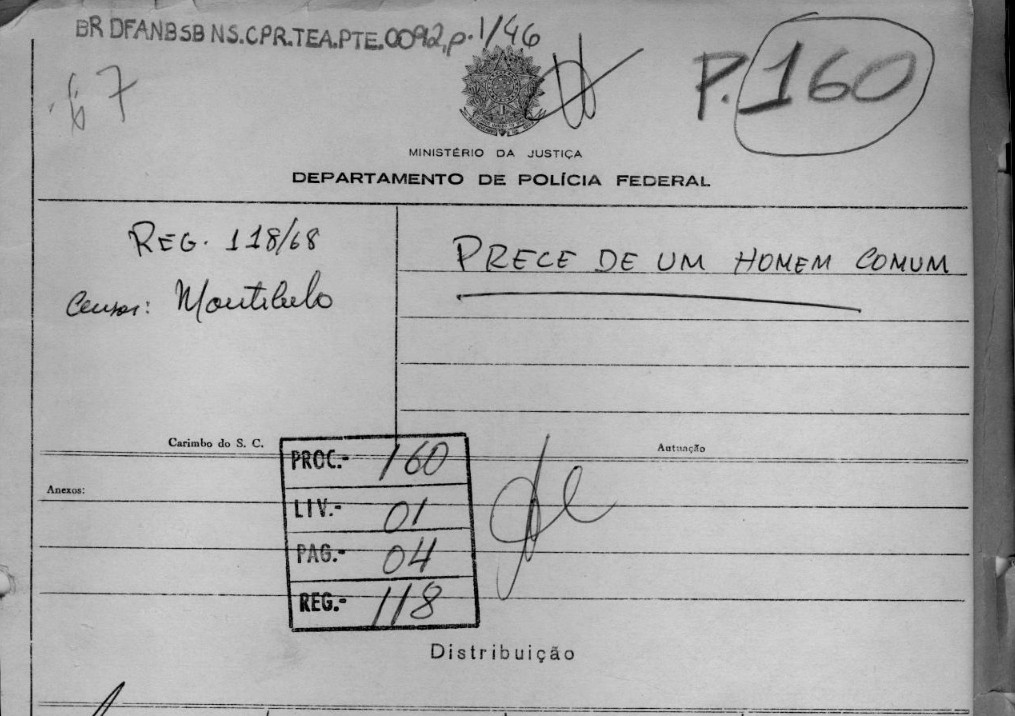 BR DFANBSB NS.CPR.TEA.PTE.0092, p.1/46
7
P. 160
MINISTÉRIO DA JUSTIÇA
DEPARTAMENTO DE POLÍCIA FEDERAL
REG. 118/68
Censor: Montibelo
PRECE DE UM HOMEM COMUM
Carimbo do S. C.
Autuação
Anexos:
PROC.- 160
LIV.- 01
PAG.- 04
REG.- 118
Distribuição